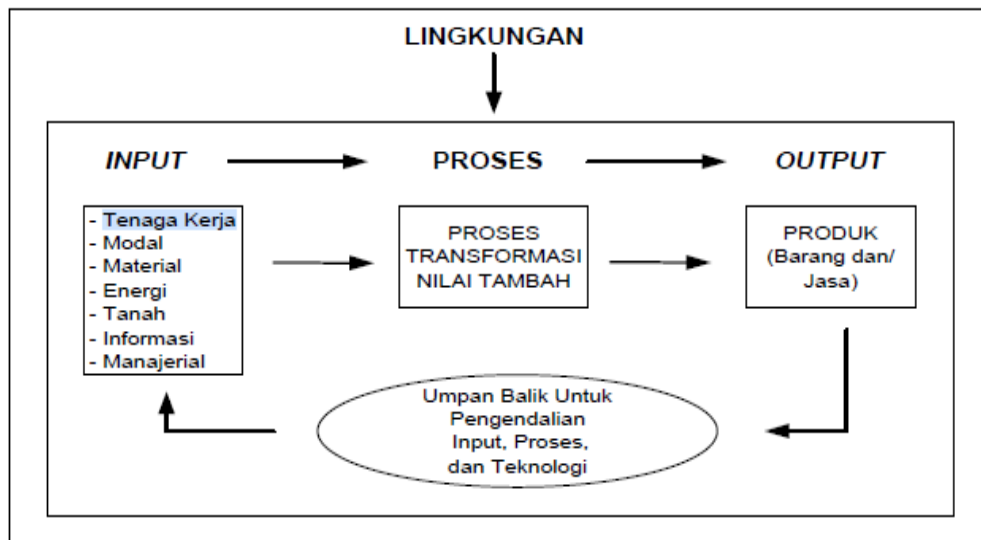 LINGKUNGAN
INPUT
PROSES
OUTPUT
- Tenaga Kerja
- Modal
- Material
- Energi
- Tanah
- Informasi
- Manajerial
PROSES
TRANSFORMASI
NILAI TAMBAH
PRODUK
(Barang dan/
Jasa)
Umpan Balik Untuk
Pengendalian
Input, Proses,
dan Teknologi